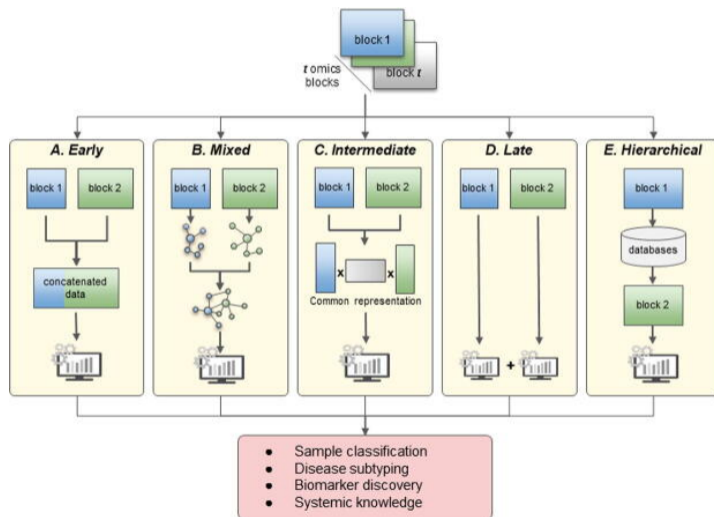 block 1
block t
t omics
blocks
A. Early
block 1
block 2
concatenated
data
B. Mixed
block 1
block 2
C. Intermediate
block 1
block 2
x
x
Common representation
D. Late
block 1
block 2
+
E. Hierarchical
block 1
databases
block 2
● Sample classification
● Disease subtyping
● Biomarker discovery
● Systemic knowledge